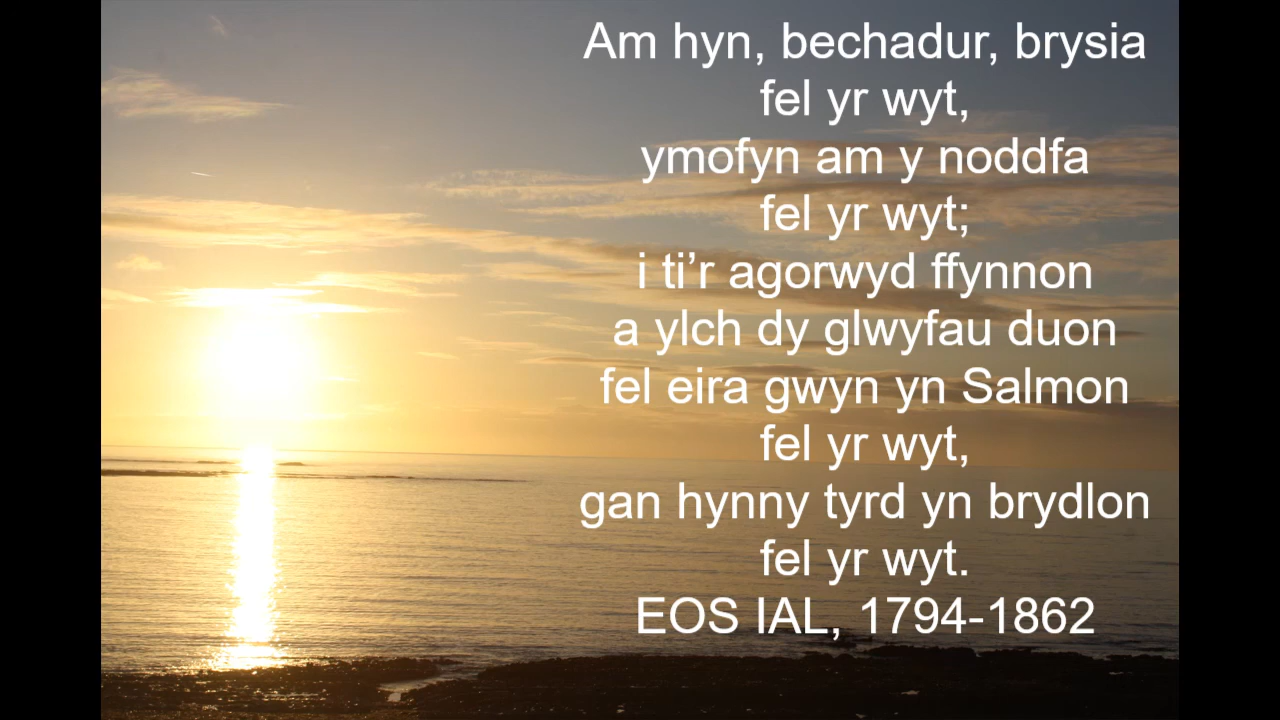 Am hyn, bechadur, brysia
fel yr wyt,
ymofyn am y noddfa
fel yr wyt;
i ti’r agorwyd ffynnon
a ylch dy glwyfau duon
fel eira gwyn yn Salmon
fel yr wyt,
gan hynny tyrd yn brydlon
fel yr wyt.
EOS IAL, 1794-1862